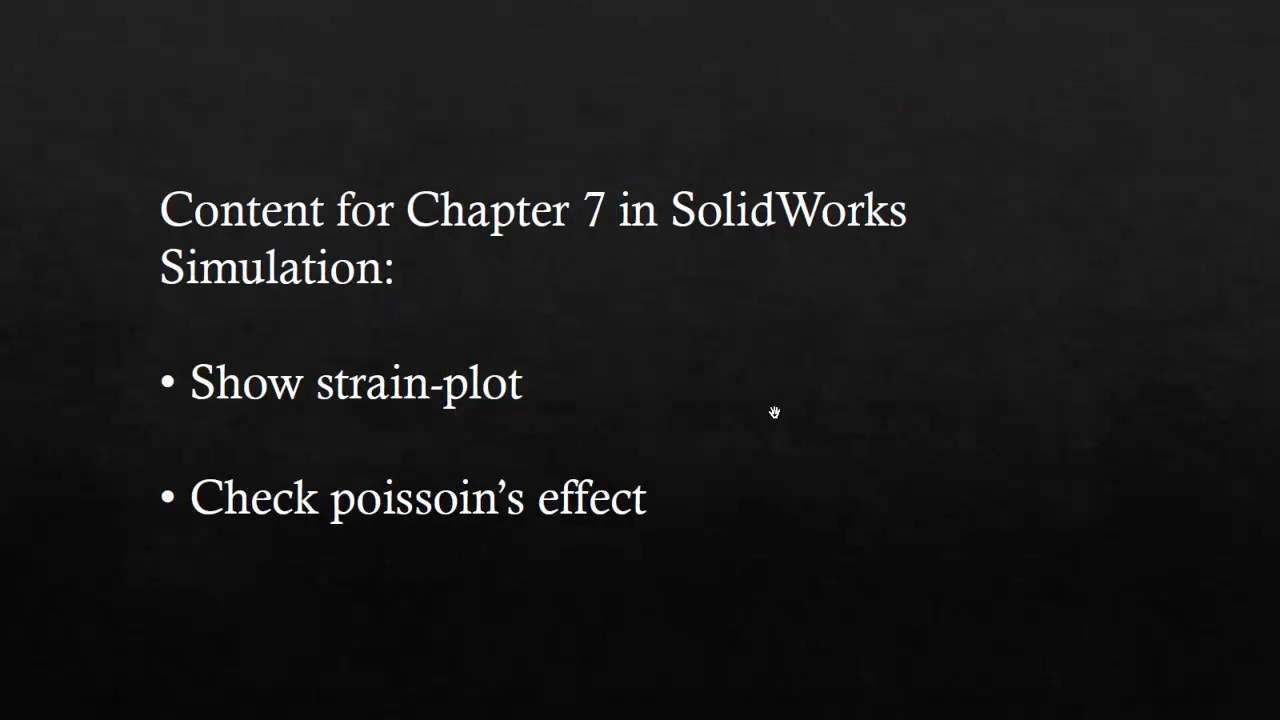 Content for Chapter 7 in SolidWorks
Simulation:
• Show strain-plot
• Check poissoin’s effect